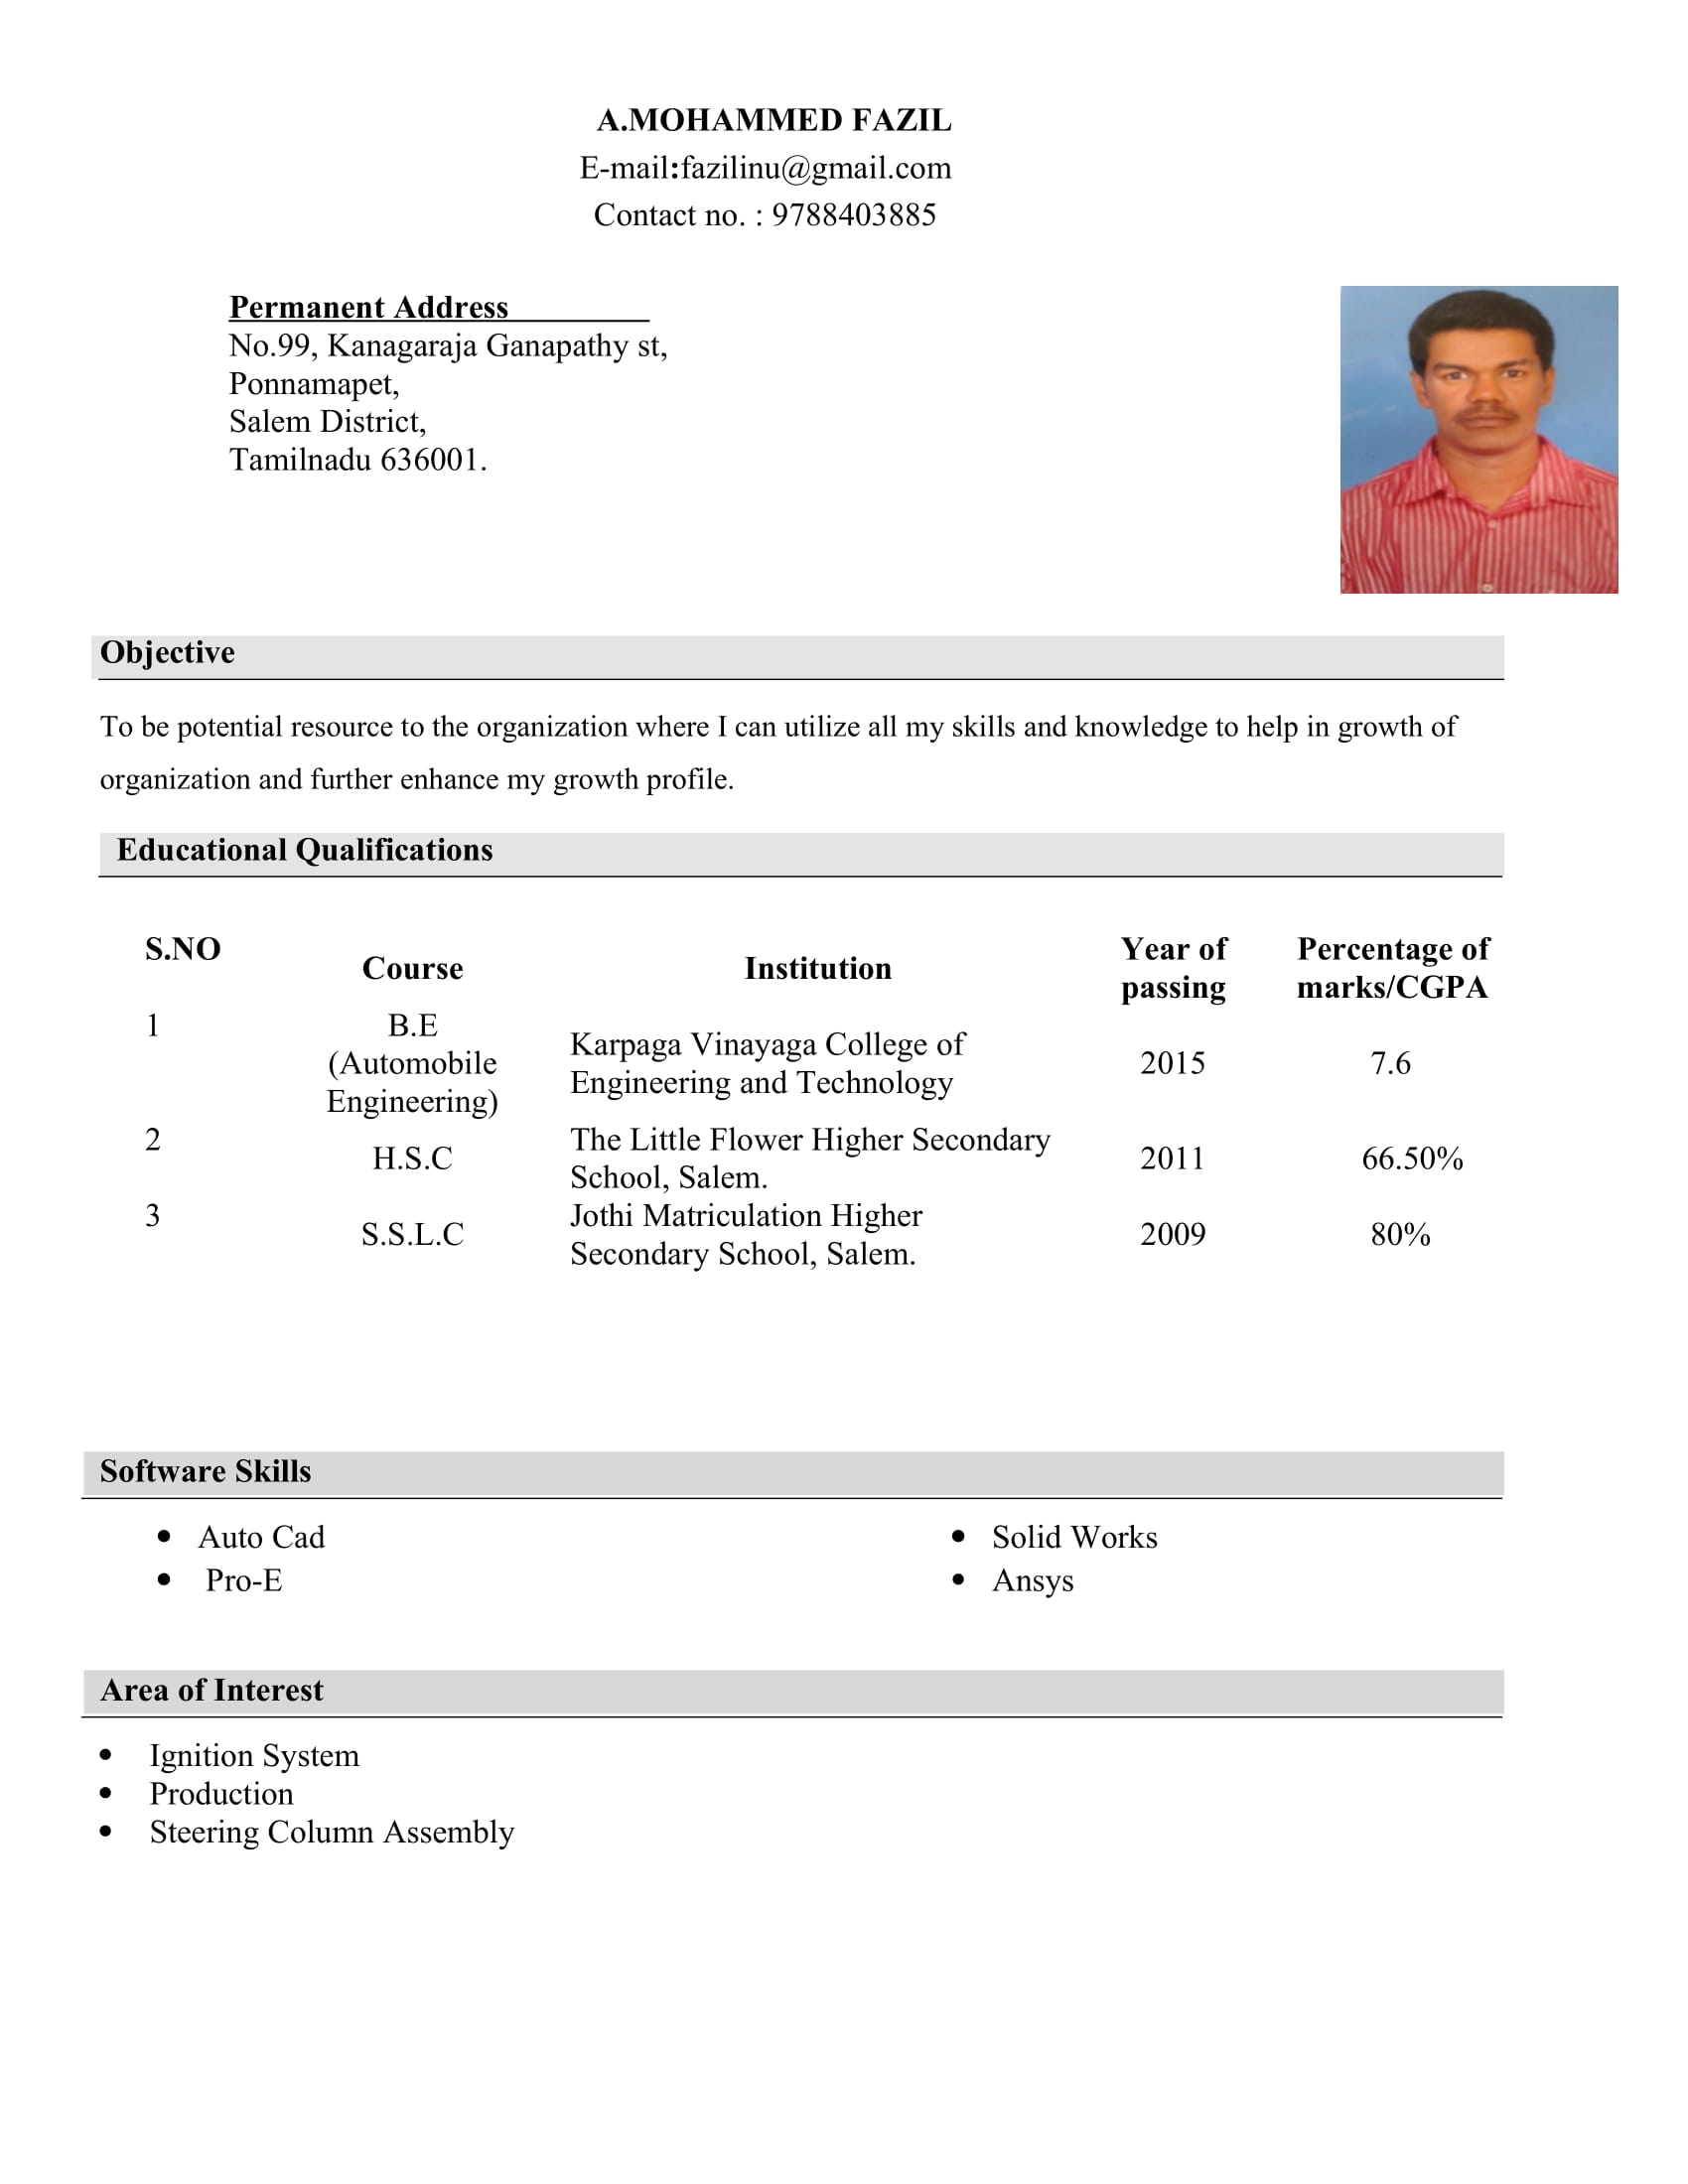 A.MOHAMMED FAZIL
E-mail:fazilinu@gmail.com
Contact no. : 9788403885
Permanent Address
No.99, Kanagaraja Ganapathy st,
Ponnamapet,
Salem District,
Tamilnadu 636001.
Objective
To be potential resource to the organization where I can utilize all my skills and knowledge to help in growth of
organization and further enhance my growth profile.
Educational Qualifications
S.NO Course Institution Year of passing Percentage of marks/CGPA
1 B.E (Automobile Engineering) Karpaga Vinayaga College of Engineering and Technology 2015 7.6
2 H.S.C The Little Flower Higher Secondary School, Salem. 2011 66.50%
3 S.S.L.C Jothi Matriculation Higher Secondary School, Salem. 2009 80%
Software Skills
• Auto Cad
• Pro-E
• Solid Works
• Ansys
Area of Interest
• Ignition System
• Production
• Steering Column Assembly